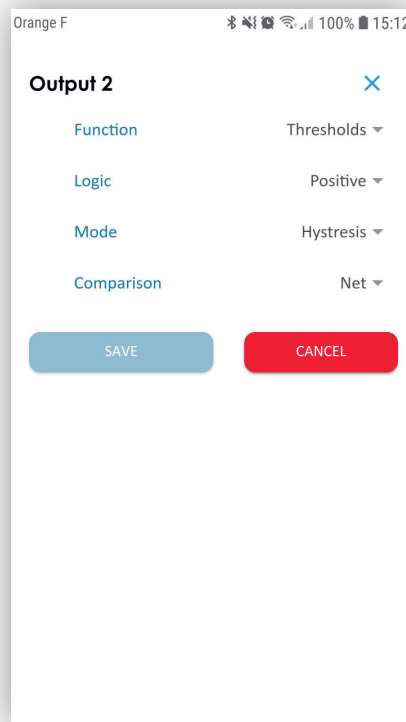 Orange F 100% 15:12
Output 2
Function Thresholds
Logic Positive
Mode Hystresis
Comparison Net
SAVE CANCEL